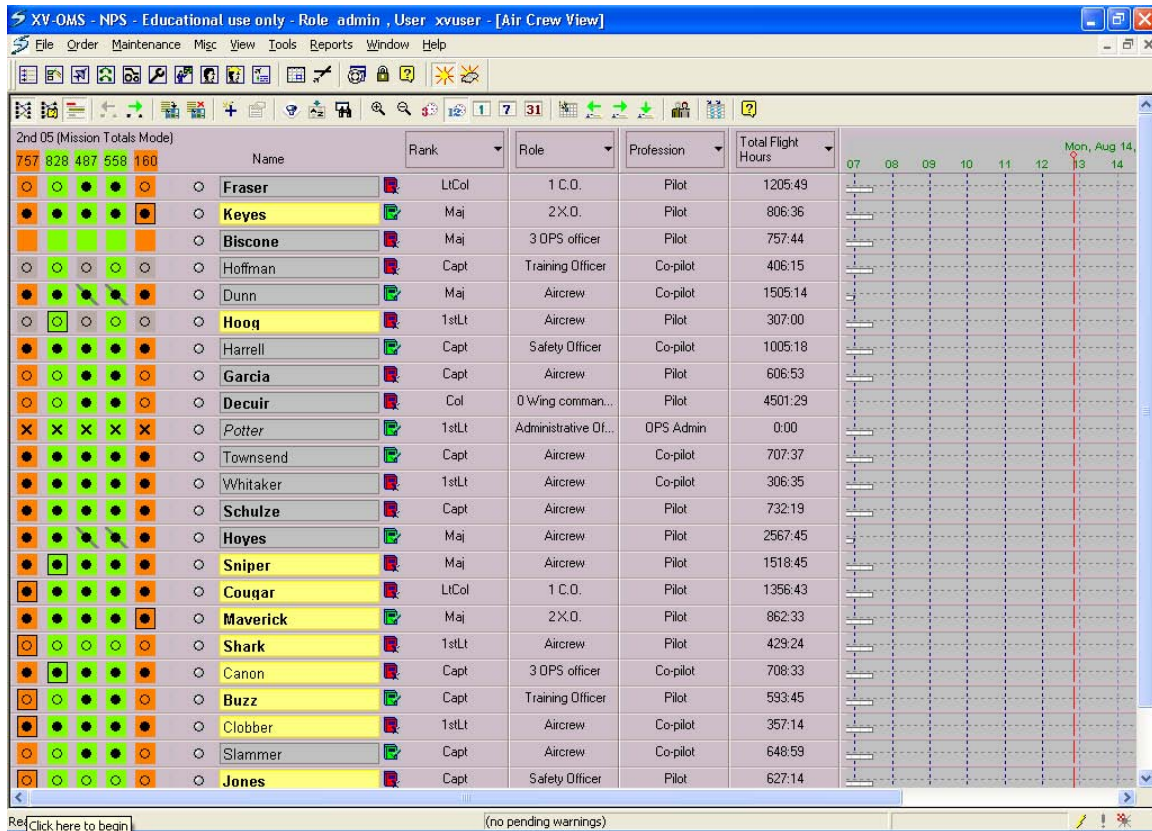 XV-OMS - NPS - Educational use only - Role admin , User xvuser - [Air Crew View]
File Order Maintenance Misc View Tools Reports Window Help
1 7 31
2nd 05 (Mission Totals Mode)
757 828 487 558 160 Name Rank Role Profession Total Flight Hours
Mon, Aug 14,
07 08 09 10 11 12 13 14
Fraser LtCol 1 C.O. Pilot 1205:49
Keyes Maj 2 X.O. Pilot 806:36
Biscone Maj 3 OPS officer Pilot 757:44
Hoffman Capt Training Officer Co-pilot 406:15
Dunn Maj Aircrew Co-pilot 1505:14
Hoog 1stLt Aircrew Pilot 307:00
Harrell Capt Safety Officer Co-pilot 1005:18
Garcia Capt Aircrew Pilot 606:53
Decuir Col 0 Wing comman... Pilot 4501:29
Potter 1stLt Administrative Of... OPS Admin 0:00
Townsend Capt Aircrew Co-pilot 707:37
Whitaker 1stLt Aircrew Co-pilot 306:35
Schulze Capt Aircrew Pilot 732:19
Hoyes Maj Aircrew Pilot 2567:45
Sniper Maj Aircrew Pilot 1518:45
Cougar LtCol 1 C.O. Pilot 1356:43
Maverick Maj 2 X.O. Pilot 862:33
Shark 1stLt Aircrew Pilot 429:24
Canon Capt 3 OPS officer Co-pilot 708:33
Buzz Capt Training Officer Pilot 593:45
Clobber 1stLt Aircrew Co-pilot 357:14
Slammer Capt Aircrew Co-pilot 648:59
Jones Capt Safety Officer Pilot 627:14
Click here to begin (no pending warnings)